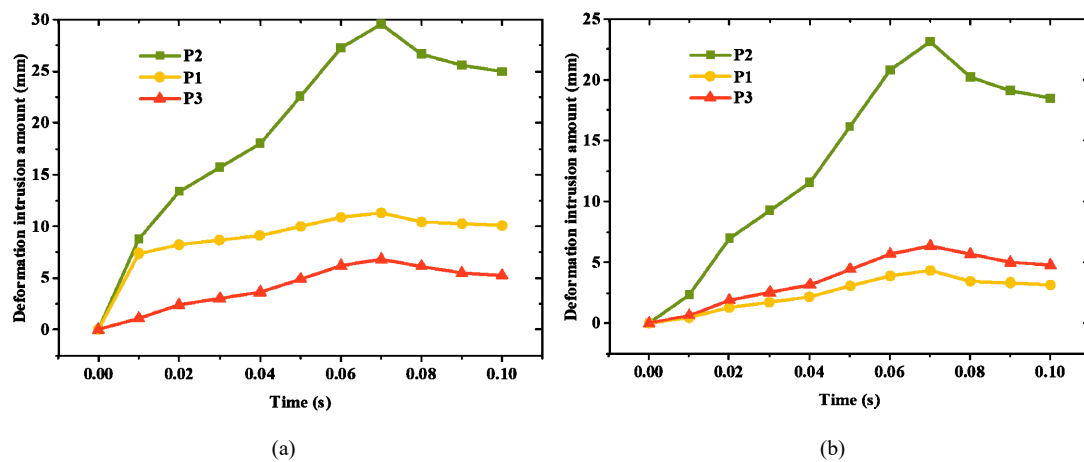 30
25
20
15
10
5
0
Deformation intrusion amount (mm)
P2
P1
P3
0.00 0.02 0.04 0.06 0.08 0.10
Time (s)
(a)
25
20
15
10
5
0
Deformation intrusion amount (mm)
P2
P1
P3
0.00 0.02 0.04 0.06 0.08 0.10
Time (s)
(b)